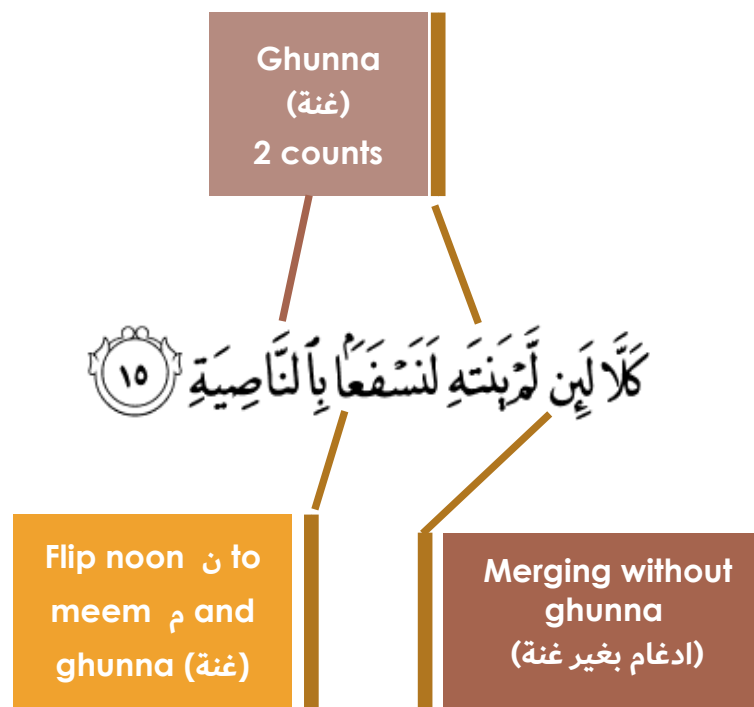 Ghunna
(غنة)
2 counts
كَلَّا لَئِن لَّمْ يَنتَهِ لَنَسْفَعًۢا بِٱلنَّاصِيَةِ ١٥
Flip noon ن to
meem م and
ghunna (غنة)
Merging without
ghunna
(ادغام بغير غنة)